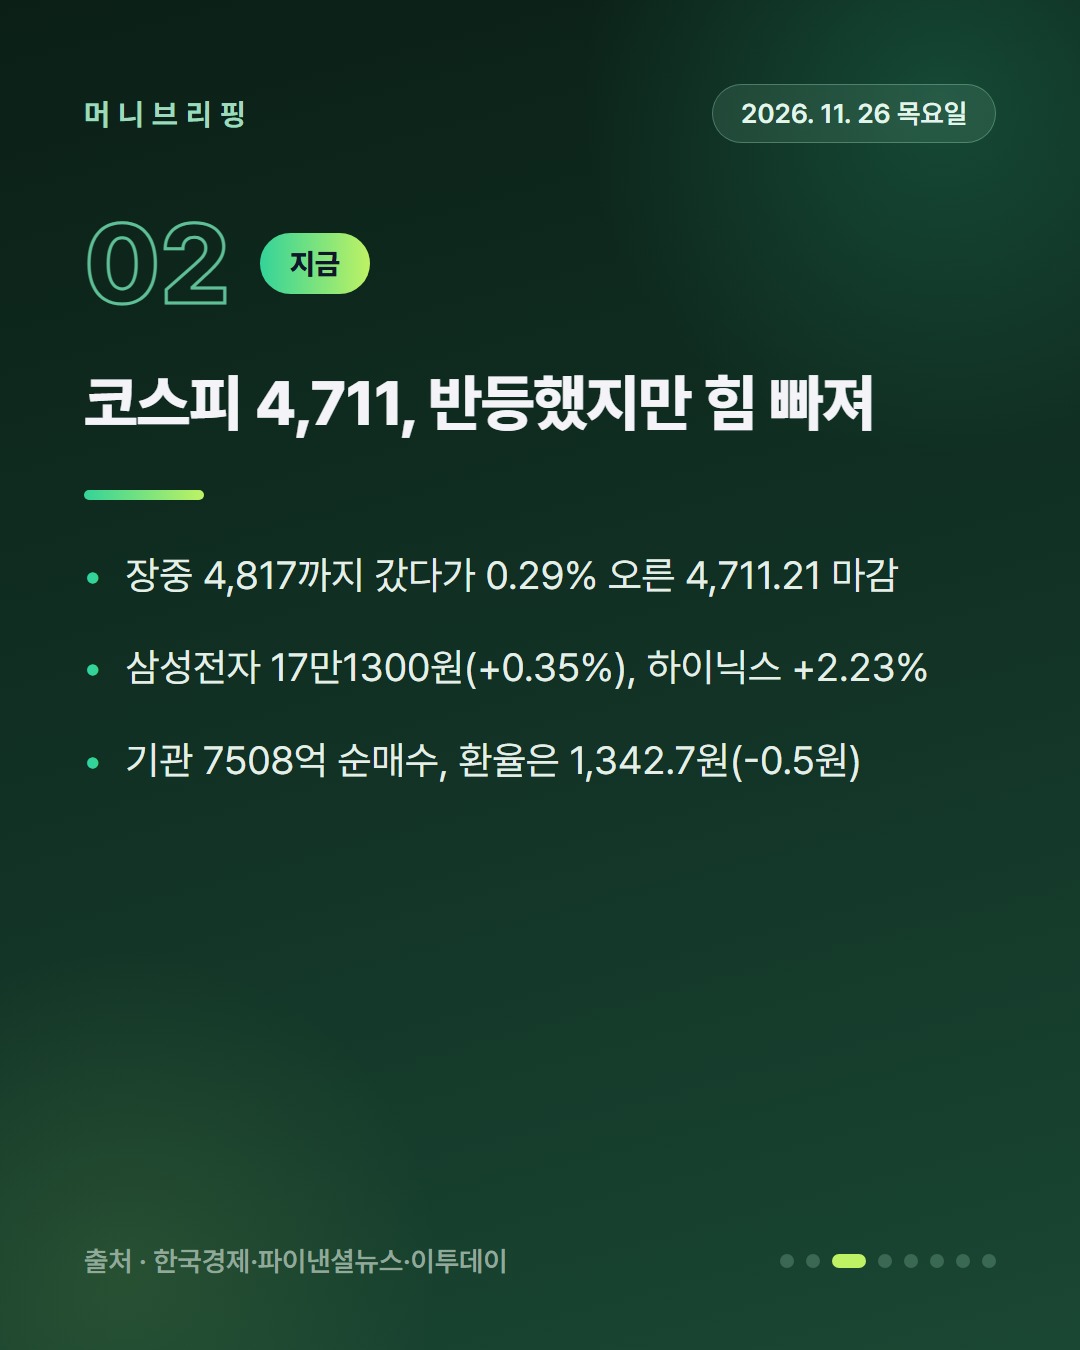 머니브리핑
2026. 11. 26 목요일
02
지금
코스피 4,711, 반등했지만 힘 빠져
• 장중 4,817까지 갔다가 0.29% 오른 4,711.21 마감
• 삼성전자 17만1300원(+0.35%), 하이닉스 +2.23%
• 기관 7508억 순매수, 환율은 1,342.7원(-0.5원)
출처 · 한국경제·파이낸셜뉴스·이투데이